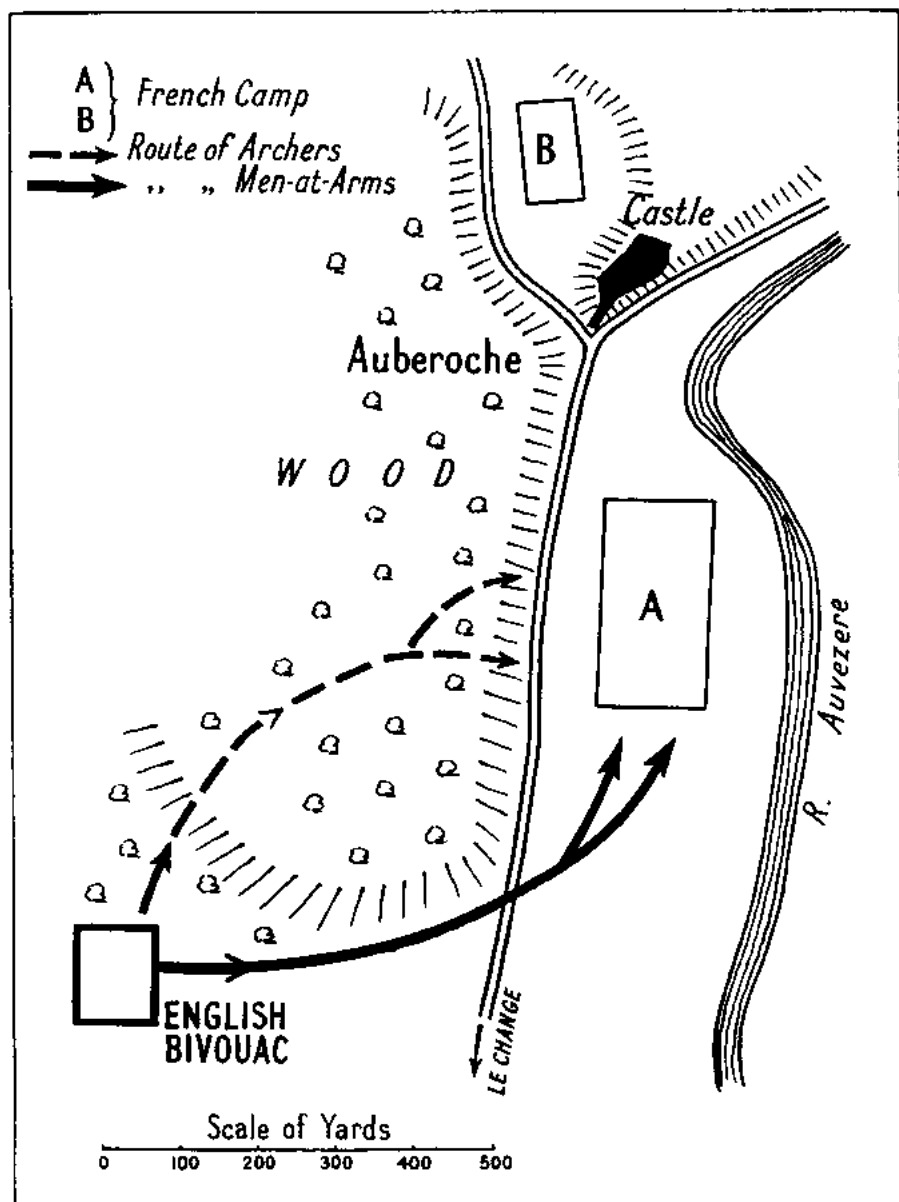 A
B } French Camp
Route of Archers
,, ,, Men-at-Arms
B
Castle
Auberoche
WOOD
A
R. Auvezere
ENGLISH
BIVOUAC
LE CHANGE
Scale of Yards
0 100 200 300 400 500